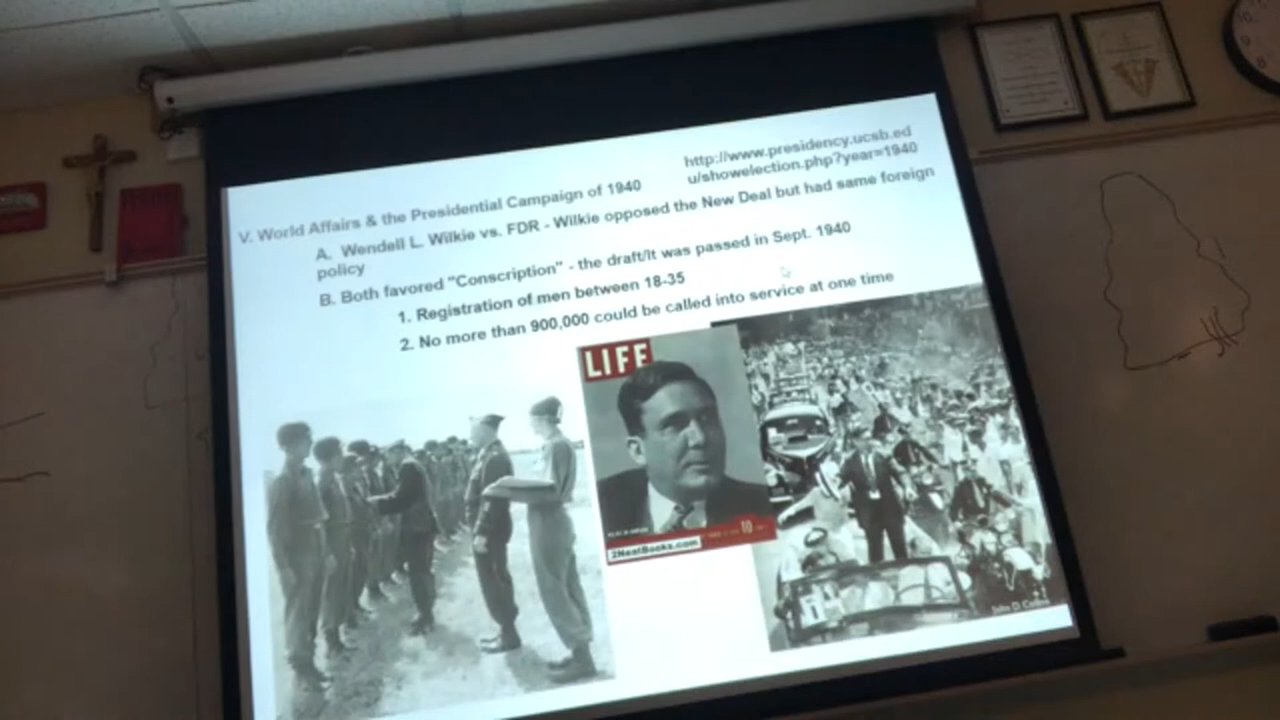 http://www.presidency.ucsb.ed
u/showelection.php?year=1940
V. World Affairs & the Presidential Campaign of 1940
A. Wendell L. Wilkie vs. FDR - Wilkie opposed the New Deal but had same foreign
policy
B. Both favored "Conscription" - the draft/It was passed in Sept. 1940
1. Registration of men between 18-35
2. No more than 900,000 could be called into service at one time
LIFE
10
2NeatBooks.com